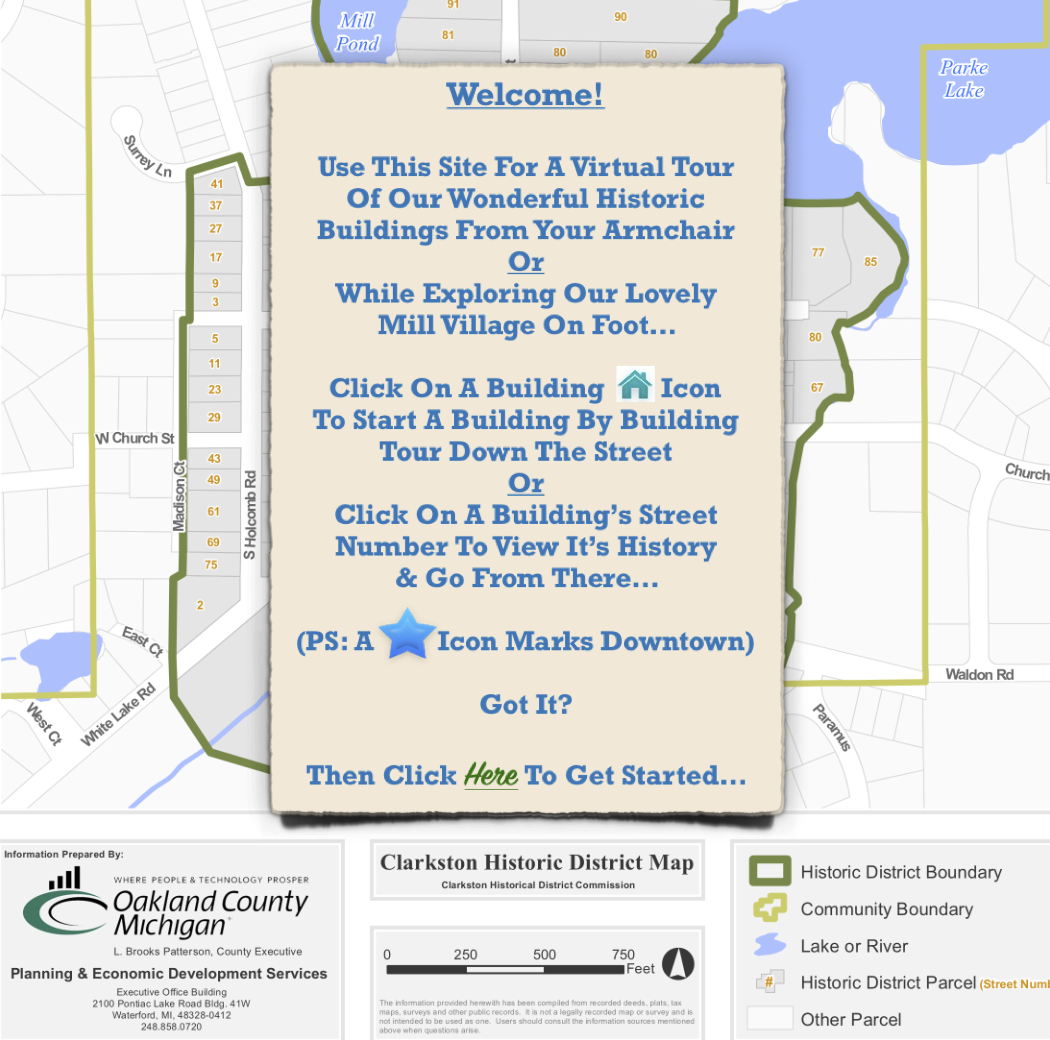 91
90
Mill
Pond
81
80
80
Parke
Lake
Welcome!
Use This Site For A Virtual Tour
Of Our Wonderful Historic
Buildings From Your Armchair
Or
While Exploring Our Lovely
Mill Village On Foot...
Click On A Building Icon
To Start A Building By Building
Tour Down The Street
Or
Click On A Building's Street
Number To View It's History
& Go From There...
(PS: A Icon Marks Downtown)
Got It?
Then Click Here To Get Started...
Surrey Ln
41
37
27
17
9
3
5
11
23
29
W Church St
43
49
61
69
75
2
Madison Ct
S Holcomb Rd
East Ct
White Lake Rd
West Ct
77
85
80
67
Church
Waldon Rd
Paramus
Information Prepared By:
WHERE PEOPLE & TECHNOLOGY PROSPER
Oakland County
Michigan
L. Brooks Patterson, County Executive
Planning & Economic Development Services
Executive Office Building
2100 Pontiac Lake Road Bldg. 41W
Waterford, MI, 48328-0412
248.858.0720
Clarkston Historic District Map
Clarkston Historical District Commission
0 250 500 750
Feet
The information provided herewith has been compiled from recorded deeds, plats, tax
maps, surveys and other public records. It is not a legally recorded map or survey and is
not intended to be used as one. Users should consult the information sources mentioned
above when questions arise.
Historic District Boundary
Community Boundary
Lake or River
# Historic District Parcel (Street Num
Other Parcel